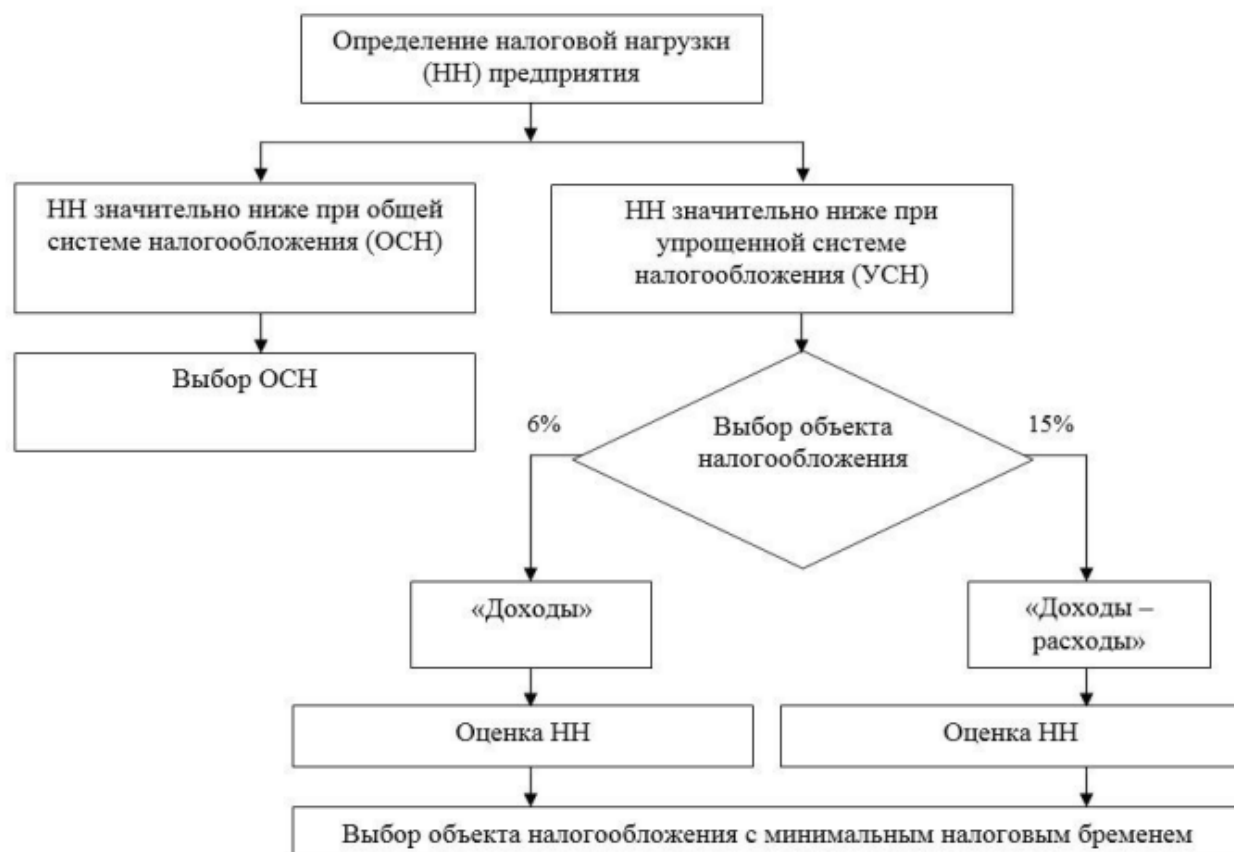 Определение налоговой нагрузки
(НН) предприятия
НН значительно ниже при общей
системе налогообложения (ОСН)
НН значительно ниже при
упрощенной системе
налогообложения (УСН)
Выбор ОСН
6%
Выбор объекта
налогообложения
15%
«Доходы»
«Доходы –
расходы»
Оценка НН
Оценка НН
Выбор объекта налогообложения с минимальным налоговым бременем